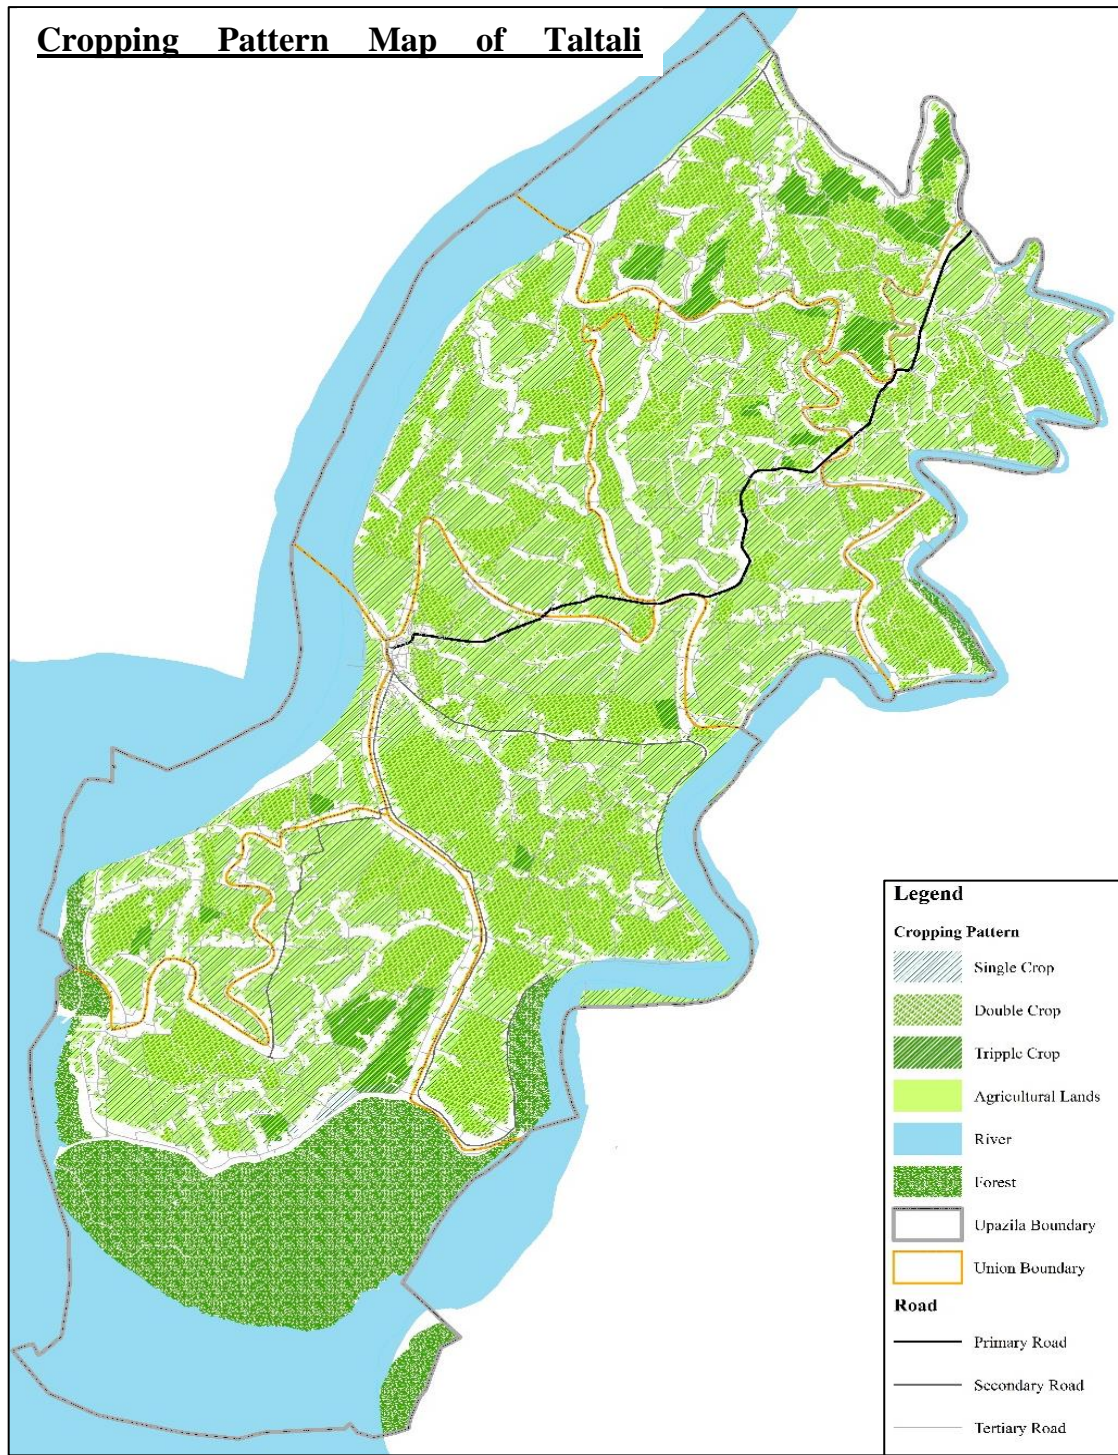 Cropping Pattern Map of Taltali
Legend
Cropping Pattern
Single Crop
Double Crop
Tripple Crop
Agricultural Lands
River
Forest
Upazila Boundary
Union Boundary
Road
Primary Road
Secondary Road
Tertiary Road